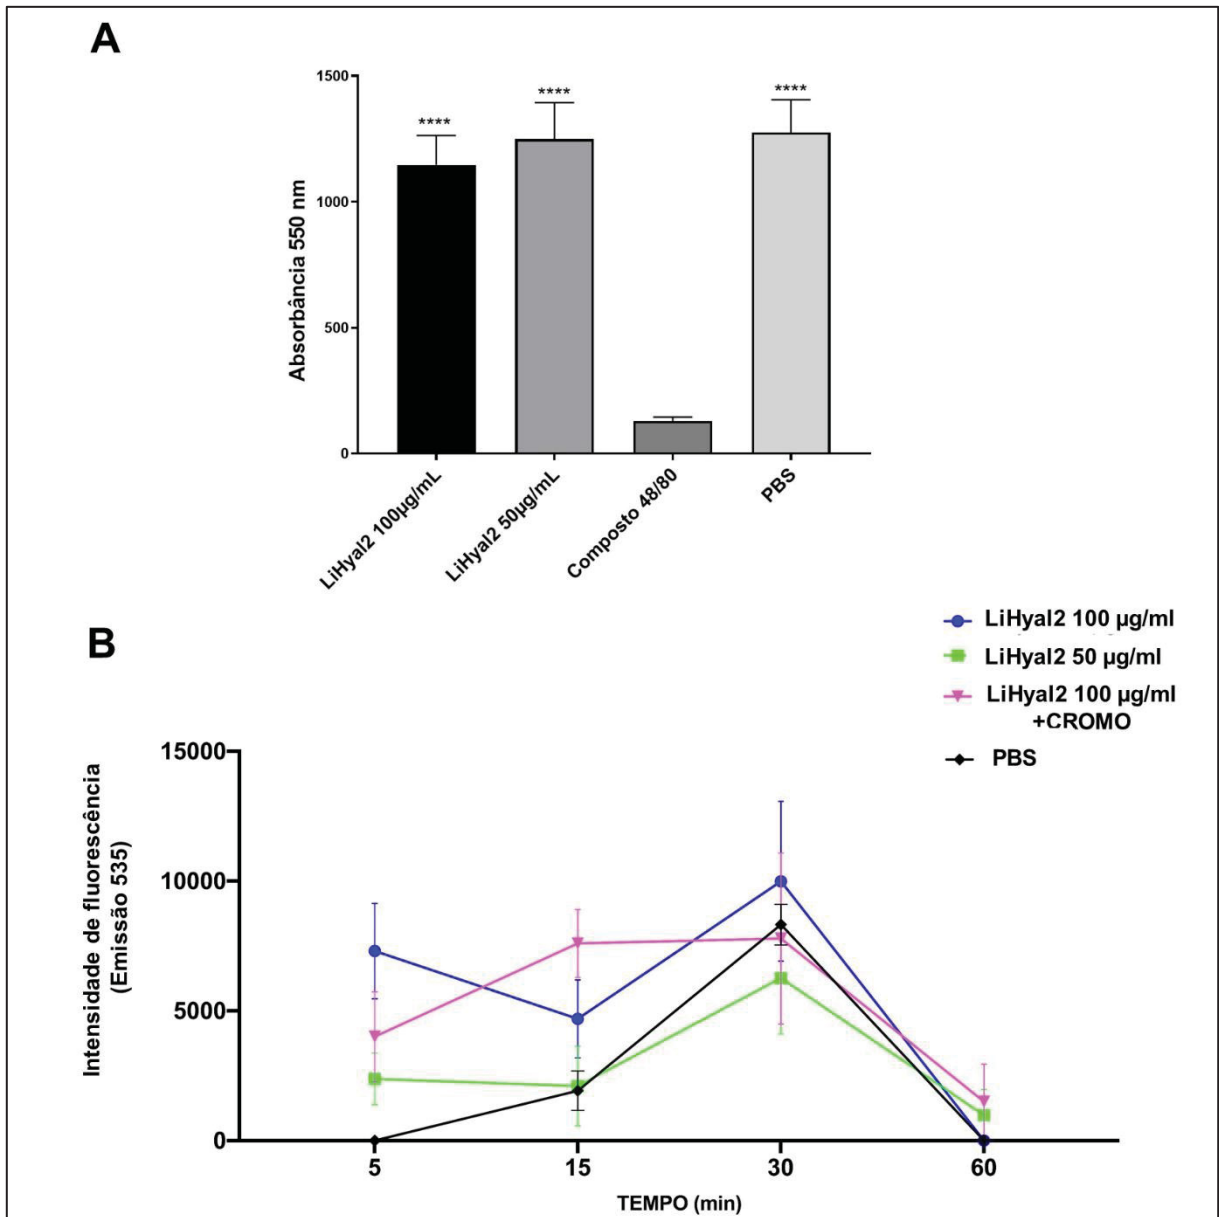 A
1500
1000
500
0
Absorbância 550 nm
****
****
****
LiHyal2 100µg/mL
LiHyal2 50µg/mL
Composto 48/80
PBS
B
LiHyal2 100 µg/ml
LiHyal2 50 µg/ml
LiHyal2 100 µg/ml
+CROMO
PBS
Intensidade de fluorescência
(Emissão 535)
15000
10000
5000
0
5
15
30
60
TEMPO (min)